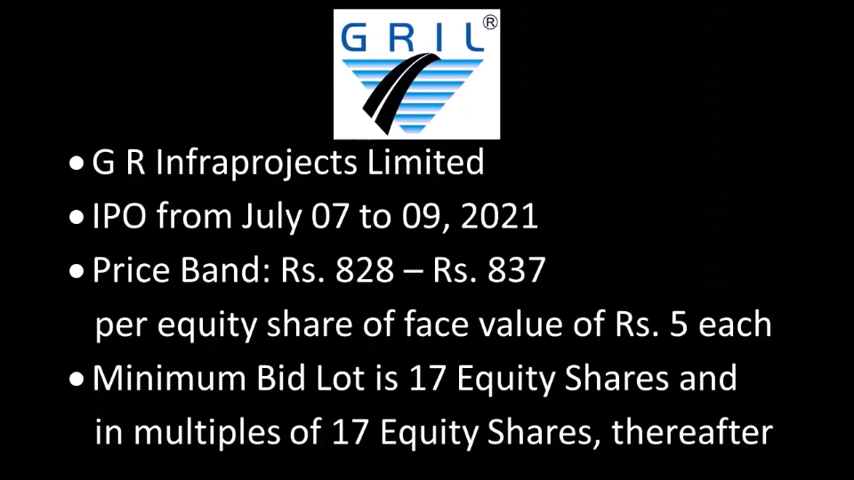 GRIL®
• G R Infraprojects Limited
• IPO from July 07 to 09, 2021
• Price Band: Rs. 828 – Rs. 837
per equity share of face value of Rs. 5 each
• Minimum Bid Lot is 17 Equity Shares and
in multiples of 17 Equity Shares, thereafter